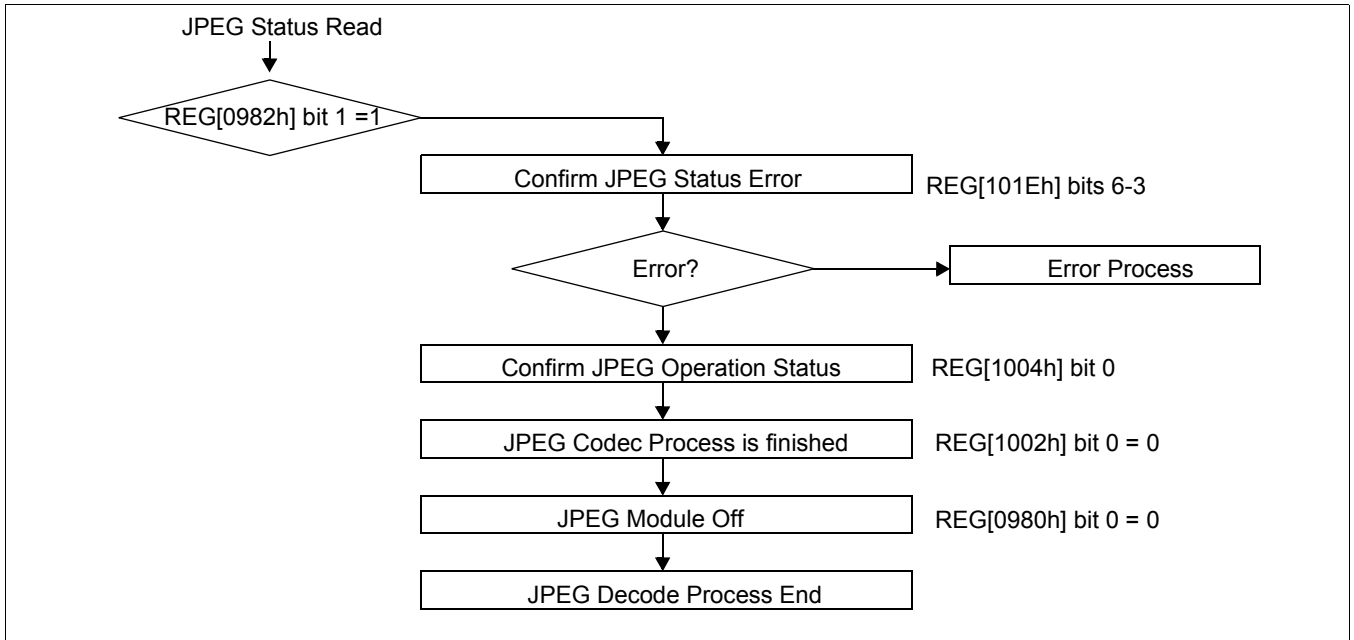 JPEG Status Read
REG[0982h] bit 1 =1
Confirm JPEG Status Error
REG[101Eh] bits 6-3
Error?
Error Process
Confirm JPEG Operation Status
REG[1004h] bit 0
JPEG Codec Process is finished
REG[1002h] bit 0 = 0
JPEG Module Off
REG[0980h] bit 0 = 0
JPEG Decode Process End